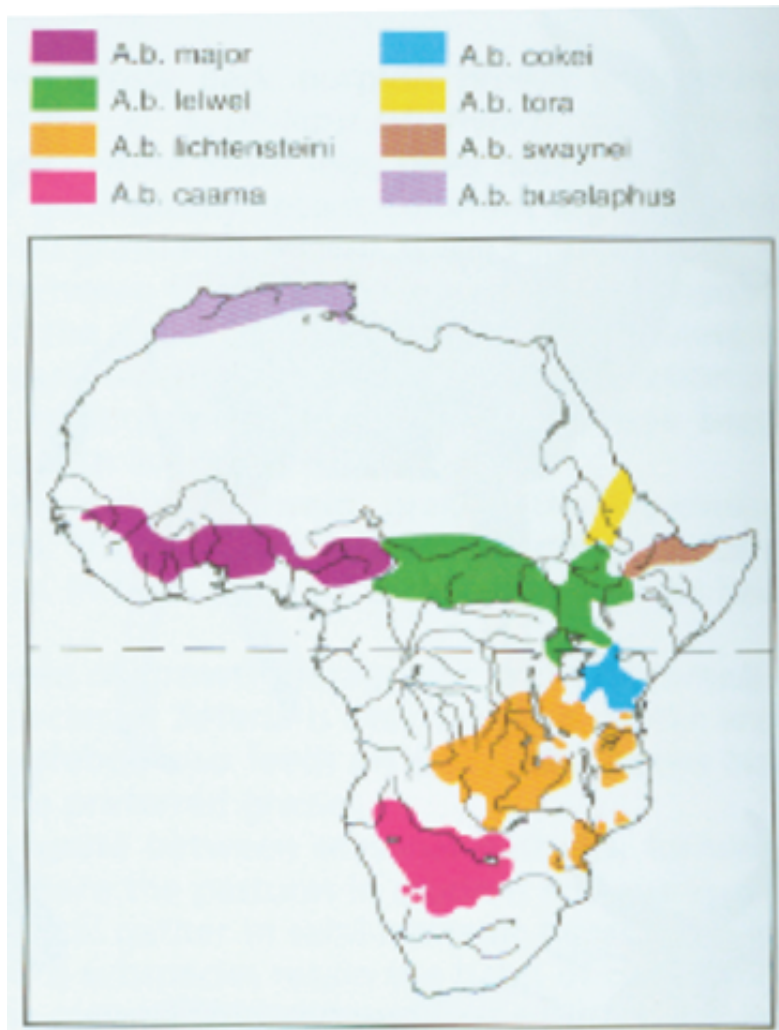 A.b. major
A.b. lelwel
A.b. lichtensteini
A.b. caama
A.b. cokei
A.b. tora
A.b. swaynei
A.b. buselaphus